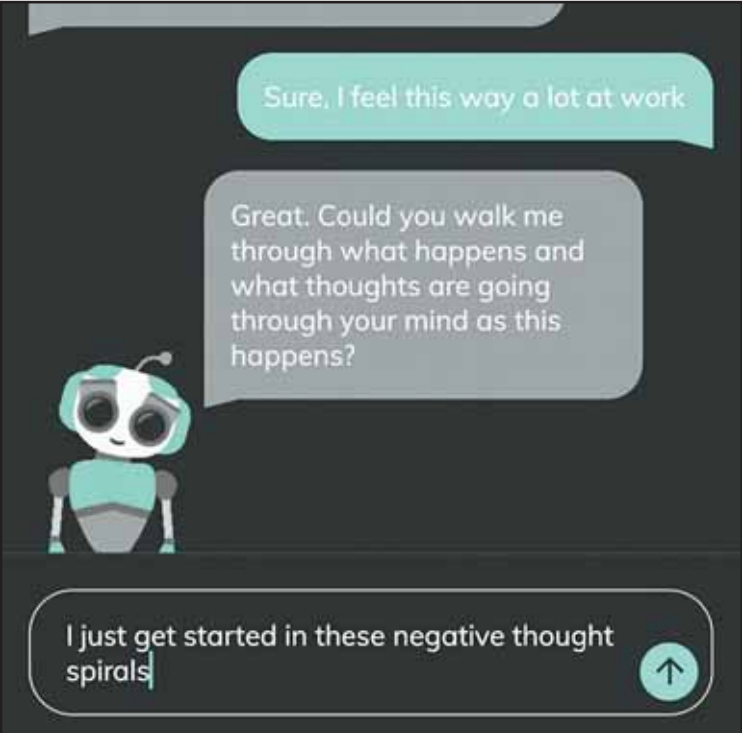 Sure, I feel this way a lot at work
Great. Could you walk me
through what happens and
what thoughts are going
through your mind as this
happens?
I just get started in these negative thought
spirals